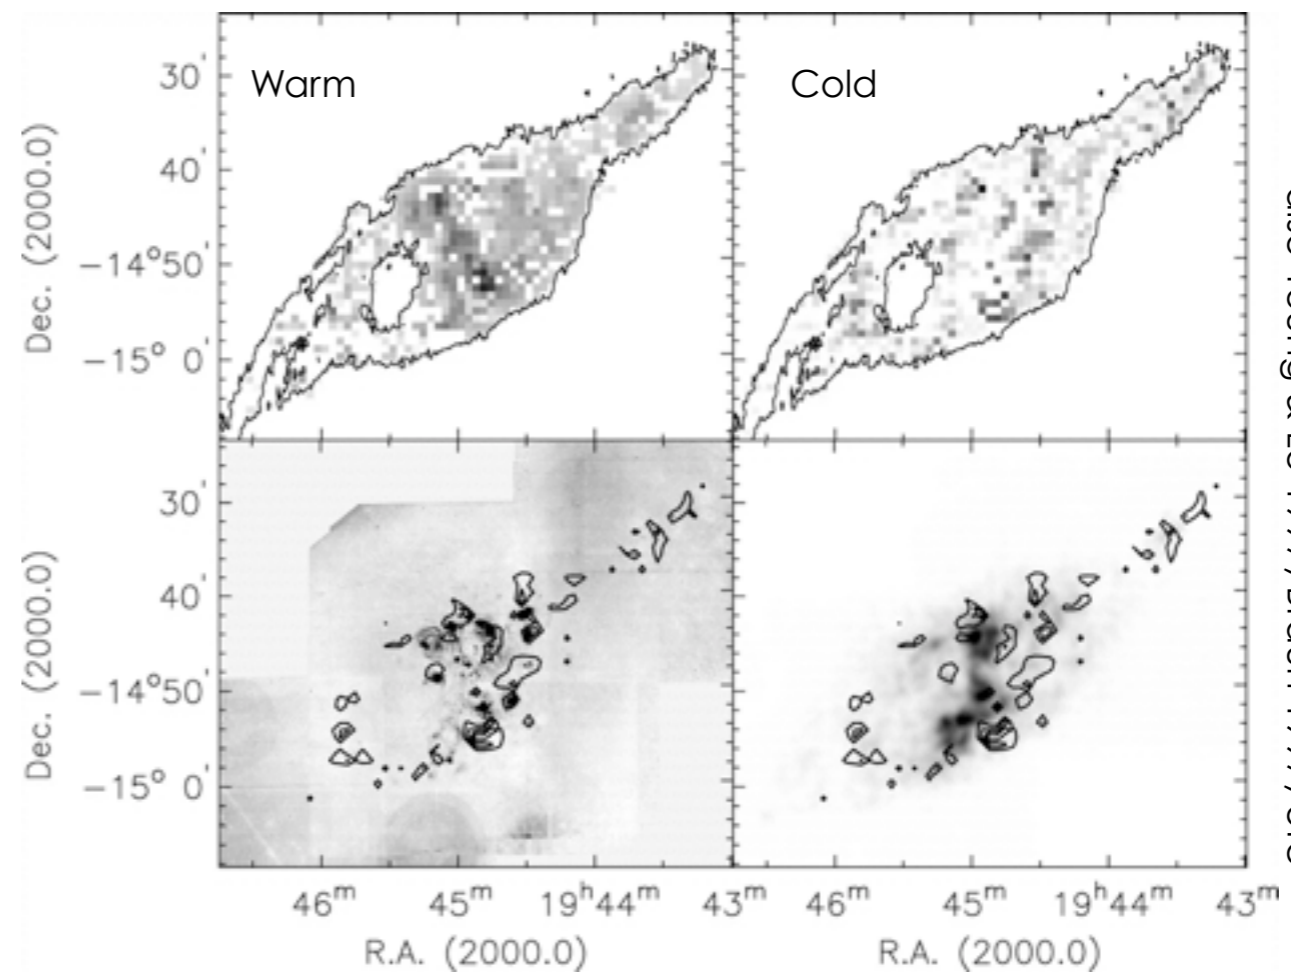 Warm
Cold
30'
40'
−14°50'
−15° 0'
Dec. (2000.0)
30'
40'
−14°50'
−15° 0'
Dec. (2000.0)
46ᵐ 45ᵐ 19ʰ44ᵐ 43ᵐ
46ᵐ 45ᵐ 19ʰ44ᵐ 43ᵐ
R.A. (2000.0)
R.A. (2000.0)